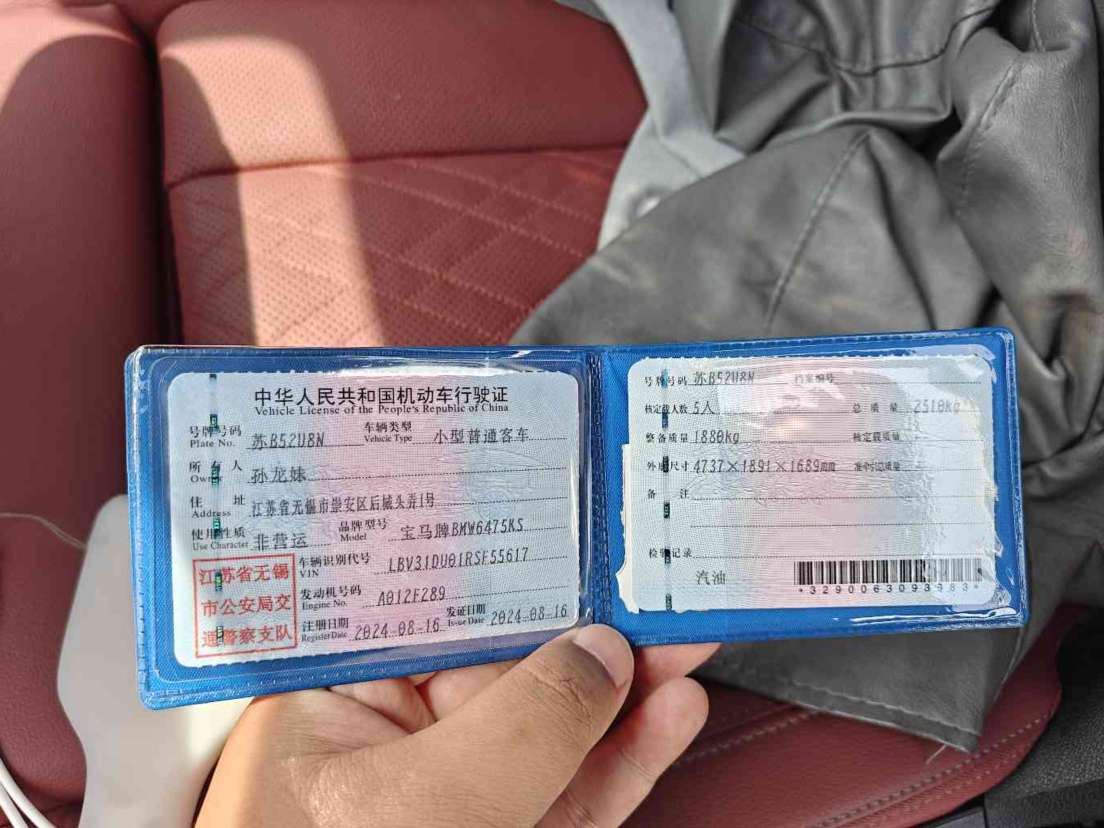 中华人民共和国机动车行驶证
Vehicle License of the People's Republic of China
号牌号码 苏B52U8N 车辆类型 小型普通客车
Plate No. Vehicle Type
所有人 孙龙妹
Owner
住址 江苏省无锡市崇安区后城头弄1号
Address
使用性质 非营运 品牌型号 宝马牌BMW6475KS
Use Character Model
江苏省无锡
市公安局交
通警察支队
车辆识别代号 LBV31DU01RSF55617
VIN
发动机号码 A012F289
Engine No.
注册日期 2024-08-16 发证日期 2024-08-16
Register Date Issue Date
号牌号码 苏B52U8N 档案编号
核定载人数 5人 总质量 2510kg
整备质量 1880kg 核定载质量
外廓尺寸 4737×1891×1689mm 准牵引总质量
备注
检验记录
汽油
*3290063093983*